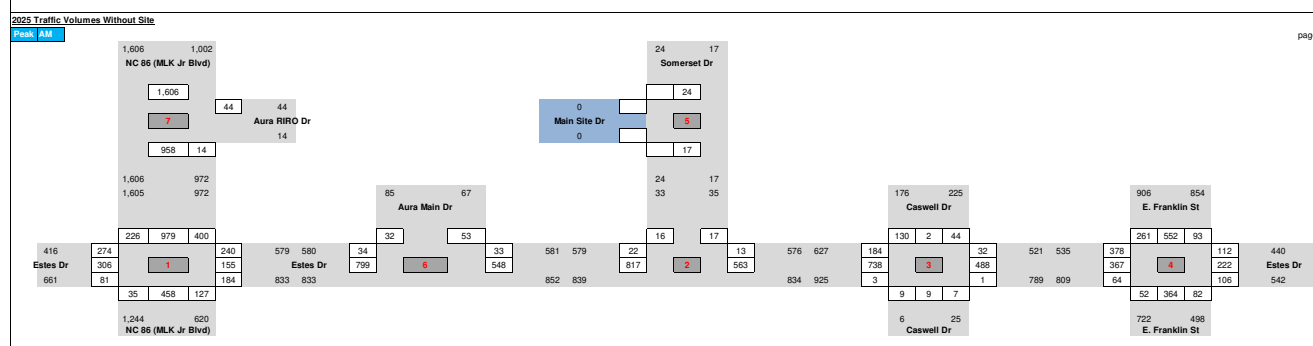 2025 Traffic Volumes Without Site
Peak AM
pag
1,606 1,002 24 17
NC 86 (MLK Jr Blvd) Somerset Dr
1,606 24
44 44 0
7 Aura RIRO Dr Main Site Dr 5
14 0
958 14 17
1,606 972 24 17
1,605 972 85 67 33 35 176 225 906 854
Aura Main Dr Caswell Dr E. Franklin St
226 979 400 32 53 16 17 130 2 44 261 552 93
416 274 240 579 580 34 33 581 579 22 13 576 627 184 32 521 535 378 112 440
Estes Dr 306 1 155 Estes Dr 799 6 548 817 2 563 738 3 488 367 4 222 Estes Dr
661 81 184 833 833 852 839 834 925 3 1 789 809 64 106 542
35 458 127 9 9 7 52 364 82
1,244 620 6 25 722 498
NC 86 (MLK Jr Blvd) Caswell Dr E. Franklin St